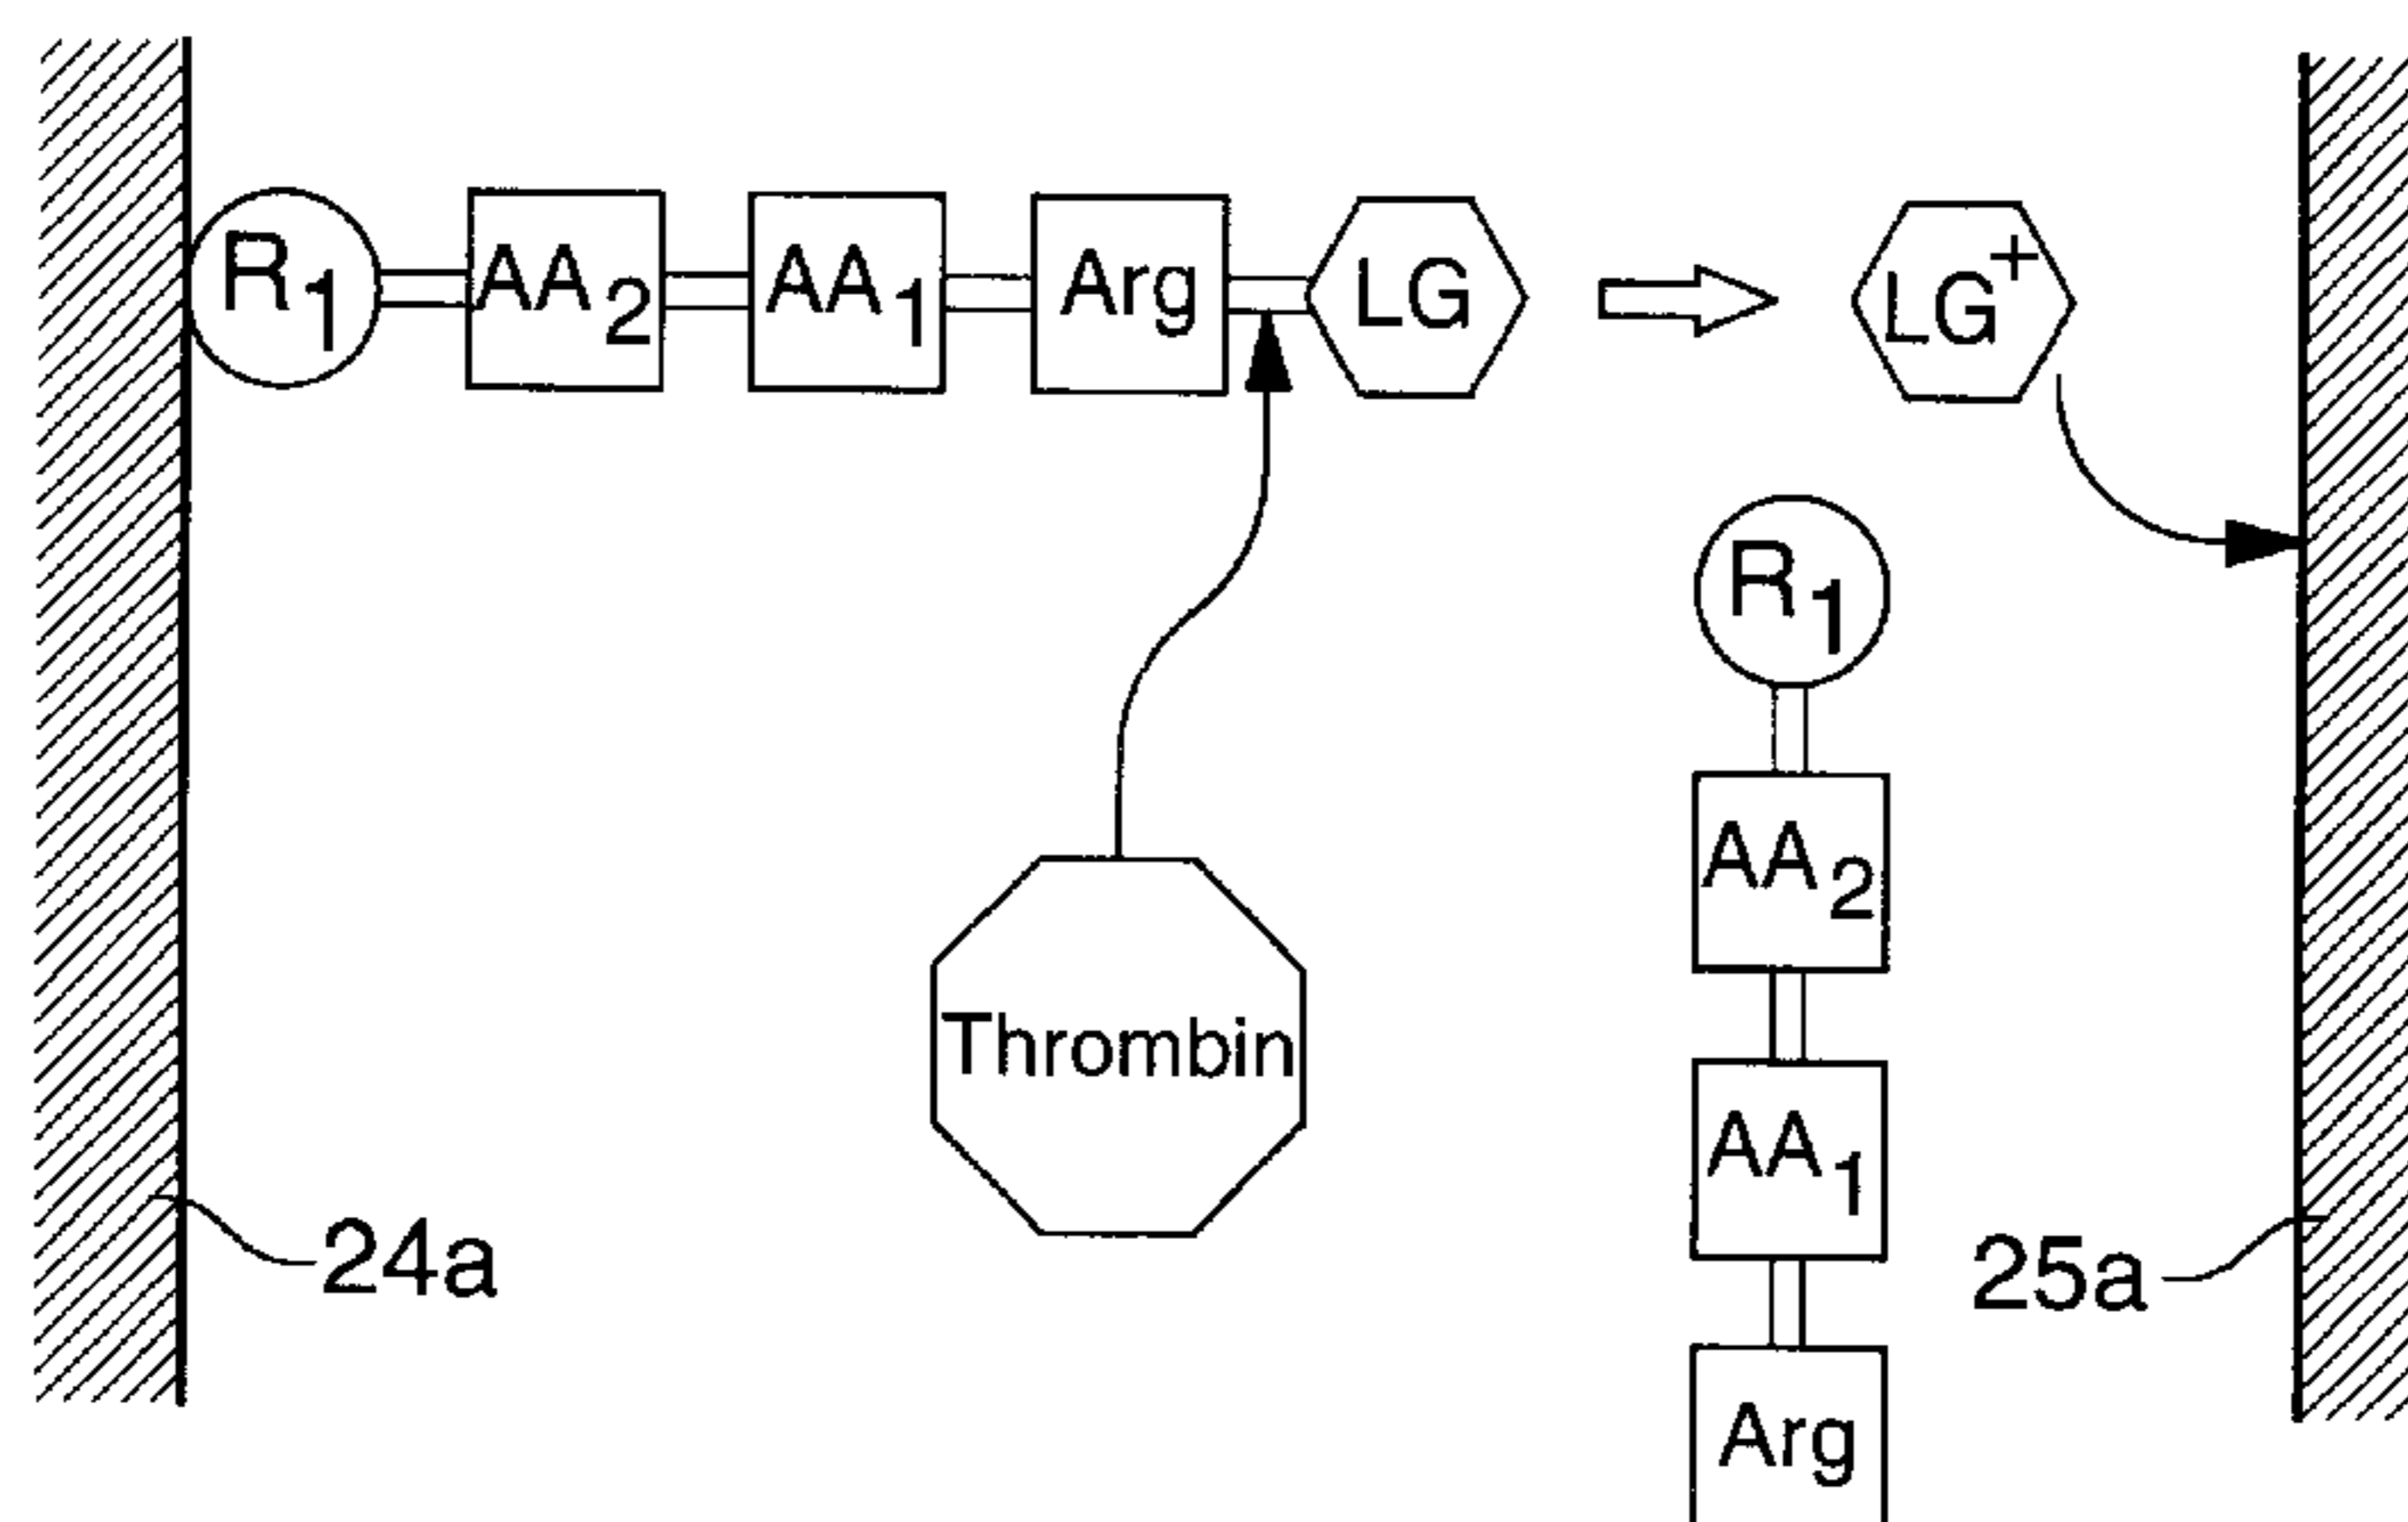 R1 AA2 AA1 Arg LG LG+
R1
AA2
Thrombin
AA1
24a
25a
Arg